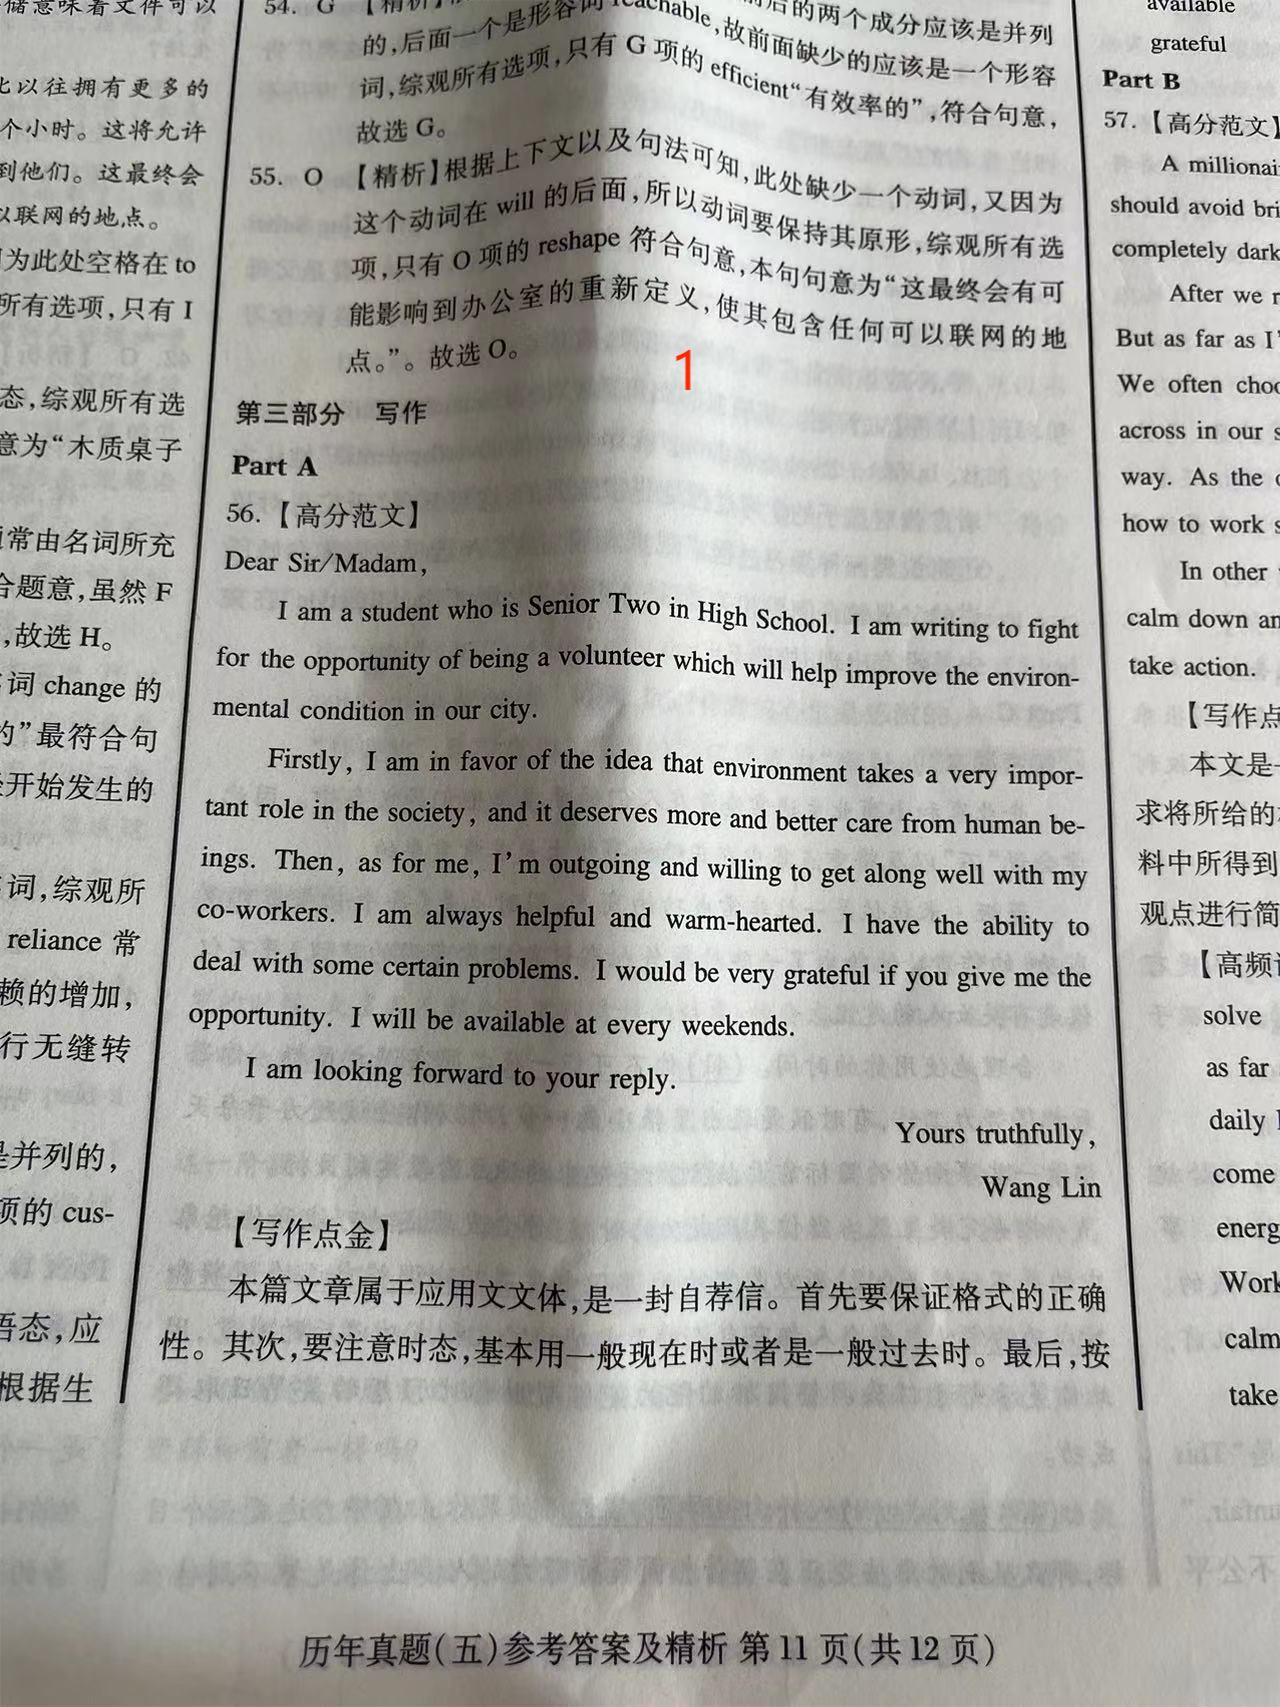 储意味着文件可以
比以往拥有更多的
个小时。这将允许
到他们。这最终会
以联网的地点。
为此处空格在 to
所有选项,只有 I
态,综观所有选
意为“木质桌子
通常由名词所充
合题意,虽然 F
,故选 H。
词 change 的
的”最符合句
开始发生的
词,综观所
reliance 常
赖的增加,
行无缝转
是并列的,
项的 cus-
语态,应
根据生
54. G 【精析】
前后的两个成分应该是并列
的,后面一个是形容词 reachable,故前面缺少的应该是一个形容
词,综观所有选项,只有 G 项的 efficient“有效率的”,符合句意,
故选 G。
55. O 【精析】根据上下文以及句法可知,此处缺少一个动词,又因为
这个动词在 will 的后面,所以动词要保持其原形,综观所有选
项,只有 O 项的 reshape 符合句意,本句句意为“这最终会有可
能影响到办公室的重新定义,使其包含任何可以联网的地
点。”。故选 O。
1
第三部分 写作
Part A
56. 【高分范文】
Dear Sir/Madam,
I am a student who is Senior Two in High School. I am writing to fight
for the opportunity of being a volunteer which will help improve the environ-
mental condition in our city.
Firstly, I am in favor of the idea that environment takes a very impor-
tant role in the society, and it deserves more and better care from human be-
ings. Then, as for me, I'm outgoing and willing to get along well with my
co-workers. I am always helpful and warm-hearted. I have the ability to
deal with some certain problems. I would be very grateful if you give me the
opportunity. I will be available at every weekends.
I am looking forward to your reply.
Yours truthfully,
Wang Lin
【写作点金】
本篇文章属于应用文文体,是一封自荐信。首先要保证格式的正确
性。其次,要注意时态,基本用一般现在时或者是一般过去时。最后,按
available
grateful
Part B
57. 【高分范文】
A millionai
should avoid bri
completely dark
After we r
But as far as I'
We often choo
across in our s
way. As the
how to work s
In other
calm down an
take action.
【写作点
本文是
求将所给的
料中所得到
观点进行简
【高频
solve
as far
daily l
come
energ
Work
calm
take
历年真题(五)参考答案及精析 第 11 页(共 12 页)